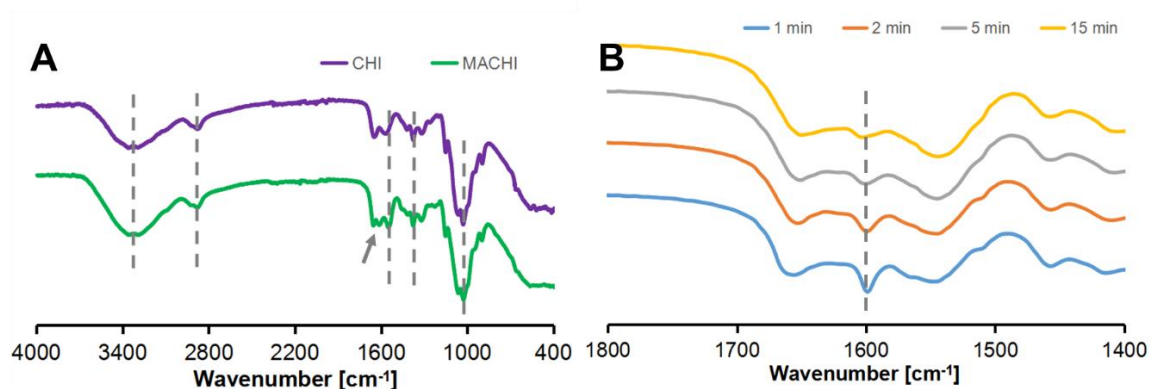 A
CHI MACHI
4000 3400 2800 2200 1600 1000 400
Wavenumber [cm⁻¹]
B
1 min 2 min 5 min 15 min
1800 1700 1600 1500 1400
Wavenumber [cm⁻¹]